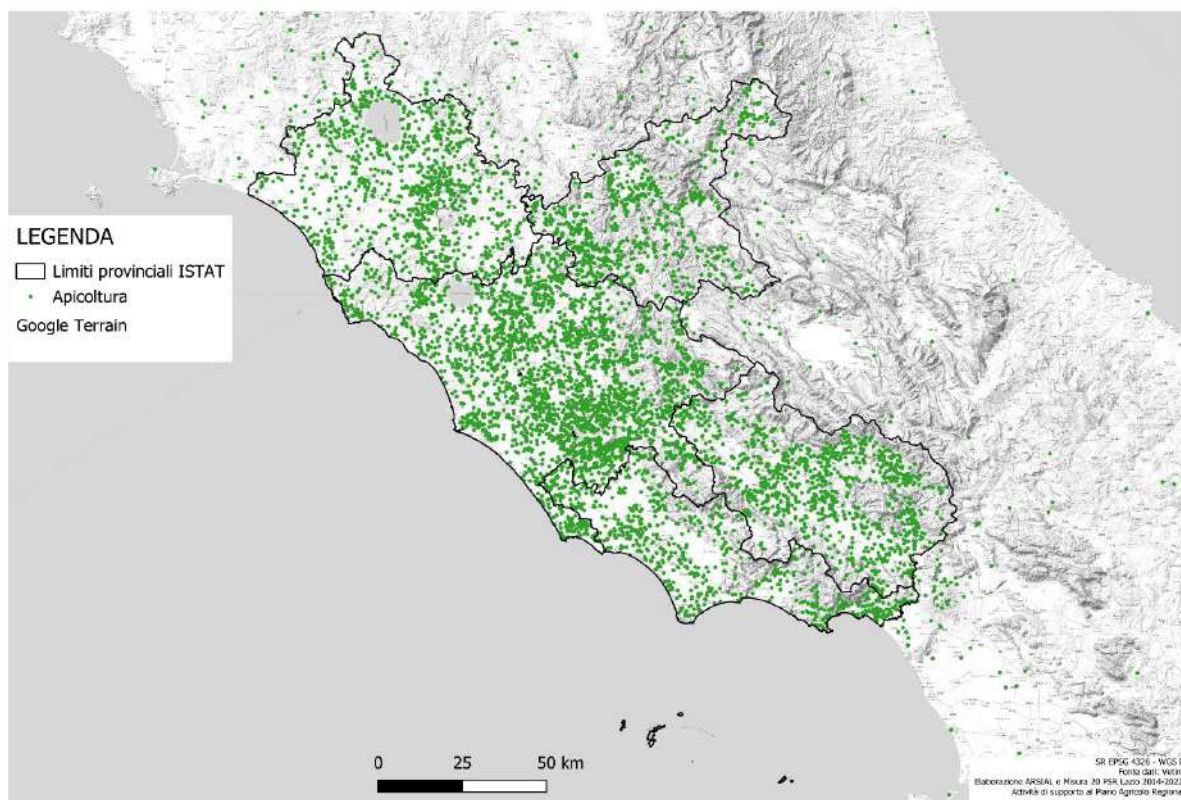 LEGENDA
Limiti provinciali ISTAT
Apicoltura
Google Terrain
0 25 50 km
SR EPSG 4326 - WGS
Fonte dati:
Elaborazione ARSIAL e Misura 20 PSR Lazio 2014-2022
Attività di supporto al Piano Agricolo Regional